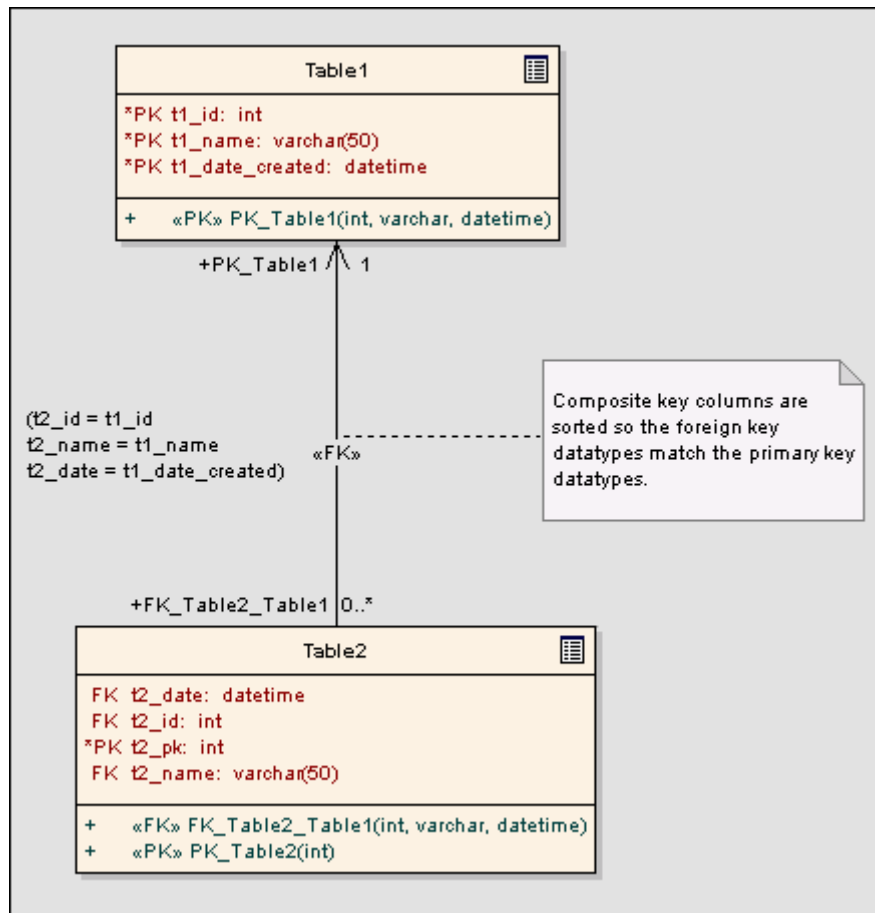 Table1
*PK t1_id: int
*PK t1_name: varchar(50)
*PK t1_date_created: datetime
+ «PK» PK_Table1(int, varchar, datetime)
+PK_Table1 1
(t2_id = t1_id
t2_name = t1_name
t2_date = t1_date_created)
«FK»
Composite key columns are
sorted so the foreign key
datatypes match the primary key
datatypes.
+FK_Table2_Table1 0..*
Table2
FK t2_date: datetime
FK t2_id: int
*PK t2_pk: int
FK t2_name: varchar(50)
+ «FK» FK_Table2_Table1(int, varchar, datetime)
+ «PK» PK_Table2(int)